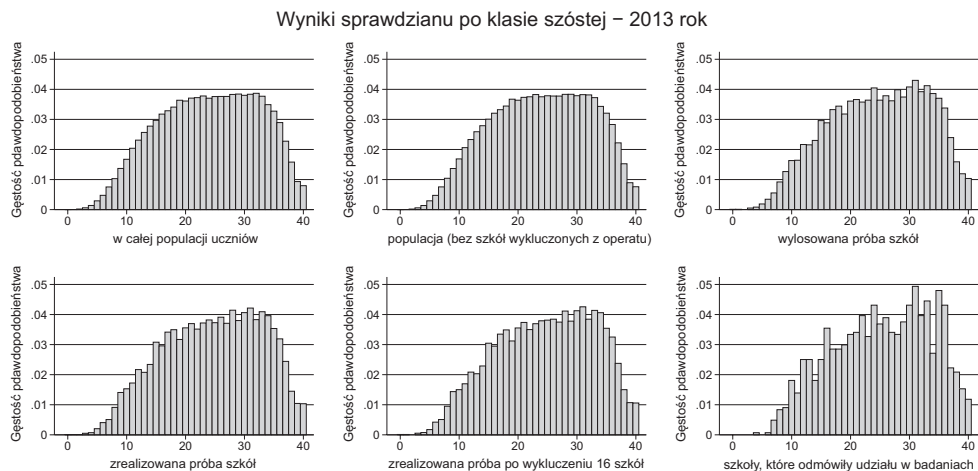 Wyniki sprawdzianu po klasie szóstej – 2013 rok
Gęstość pdawdopodobieństwa
.05
.04
.03
.02
.01
0
0 10 20 30 40
w całej populacji uczniów
Gęstość pdawdopodobieństwa
.05
.04
.03
.02
.01
0
0 10 20 30 40
populacja (bez szkół wykluczonych z operatu)
Gęstość pdawdopodobieństwa
.05
.04
.03
.02
.01
0
0 10 20 30 40
wylosowana próba szkół
Gęstość pdawdopodobieństwa
.05
.04
.03
.02
.01
0
0 10 20 30 40
zrealizowana próba szkół
Gęstość pdawdopodobieństwa
.05
.04
.03
.02
.01
0
0 10 20 30 40
zrealizowana próba po wykluczeniu 16 szkół
Gęstość pdawdopodobieństwa
.05
.04
.03
.02
.01
0
0 10 20 30 40
szkoły, które odmówiły udziału w badaniach